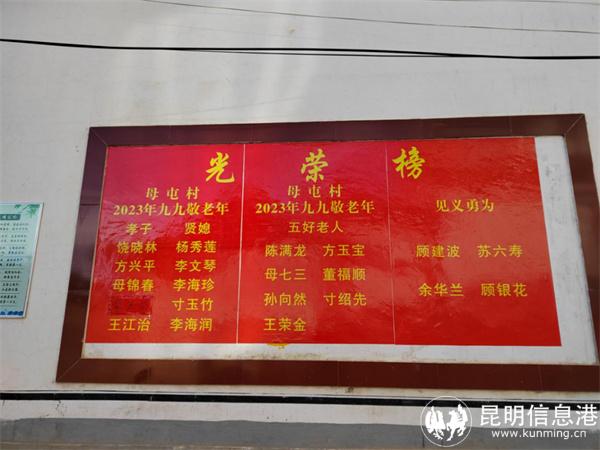 光 荣 榜
母屯村
2023年九九敬老年
孝子 贤媳
饶晓林 杨秀莲
方兴平 李文琴
母锦春 李海珍
寸玉竹
王江治 李海润
母屯村
2023年九九敬老年
五好老人
陈满龙 方玉宝
母七三 董福顺
孙向然 寸绍先
王荣金
见义勇为
顾建波 苏六寿
余华兰 顾银花
昆明信息港
www.kunming.cn